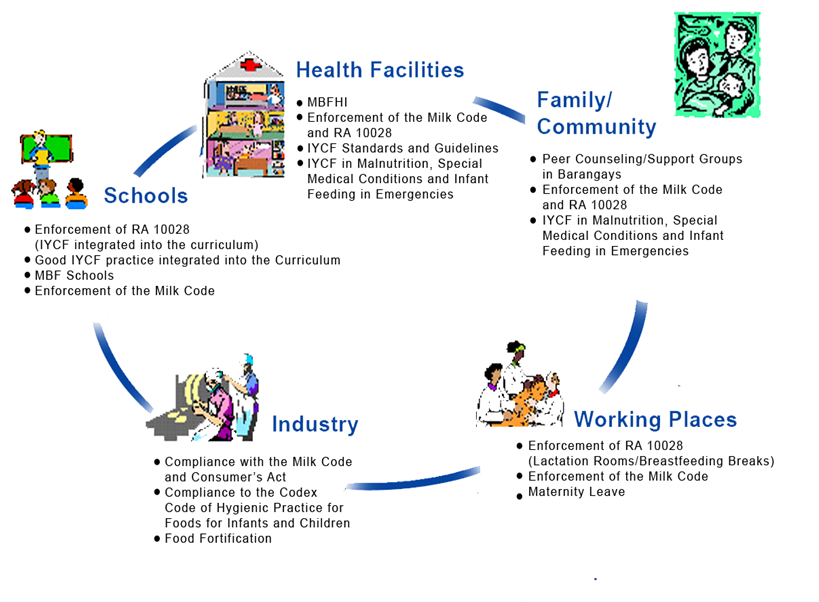 Health Facilities
● MBFHI
● Enforcement of the Milk Code
and RA 10028
● IYCF Standards and Guidelines
● IYCF in Malnutrition, Special
Medical Conditions and Infant
Feeding in Emergencies
Family/
Community
● Peer Counseling/Support Groups
in Barangays
● Enforcement of the Milk Code
and RA 10028
● IYCF in Malnutrition, Special
Medical Conditions and Infant
Feeding in Emergencies
Schools
● Enforcement of RA 10028
(IYCF integrated into the curriculum)
● Good IYCF practice integrated into the Curriculum
● MBF Schools
● Enforcement of the Milk Code
Industry
● Compliance with the Milk Code
and Consumer's Act
● Compliance to the Codex
Code of Hygienic Practice for
Foods for Infants and Children
● Food Fortification
Working Places
● Enforcement of RA 10028
(Lactation Rooms/Breastfeeding Breaks)
● Enforcement of the Milk Code
● Maternity Leave